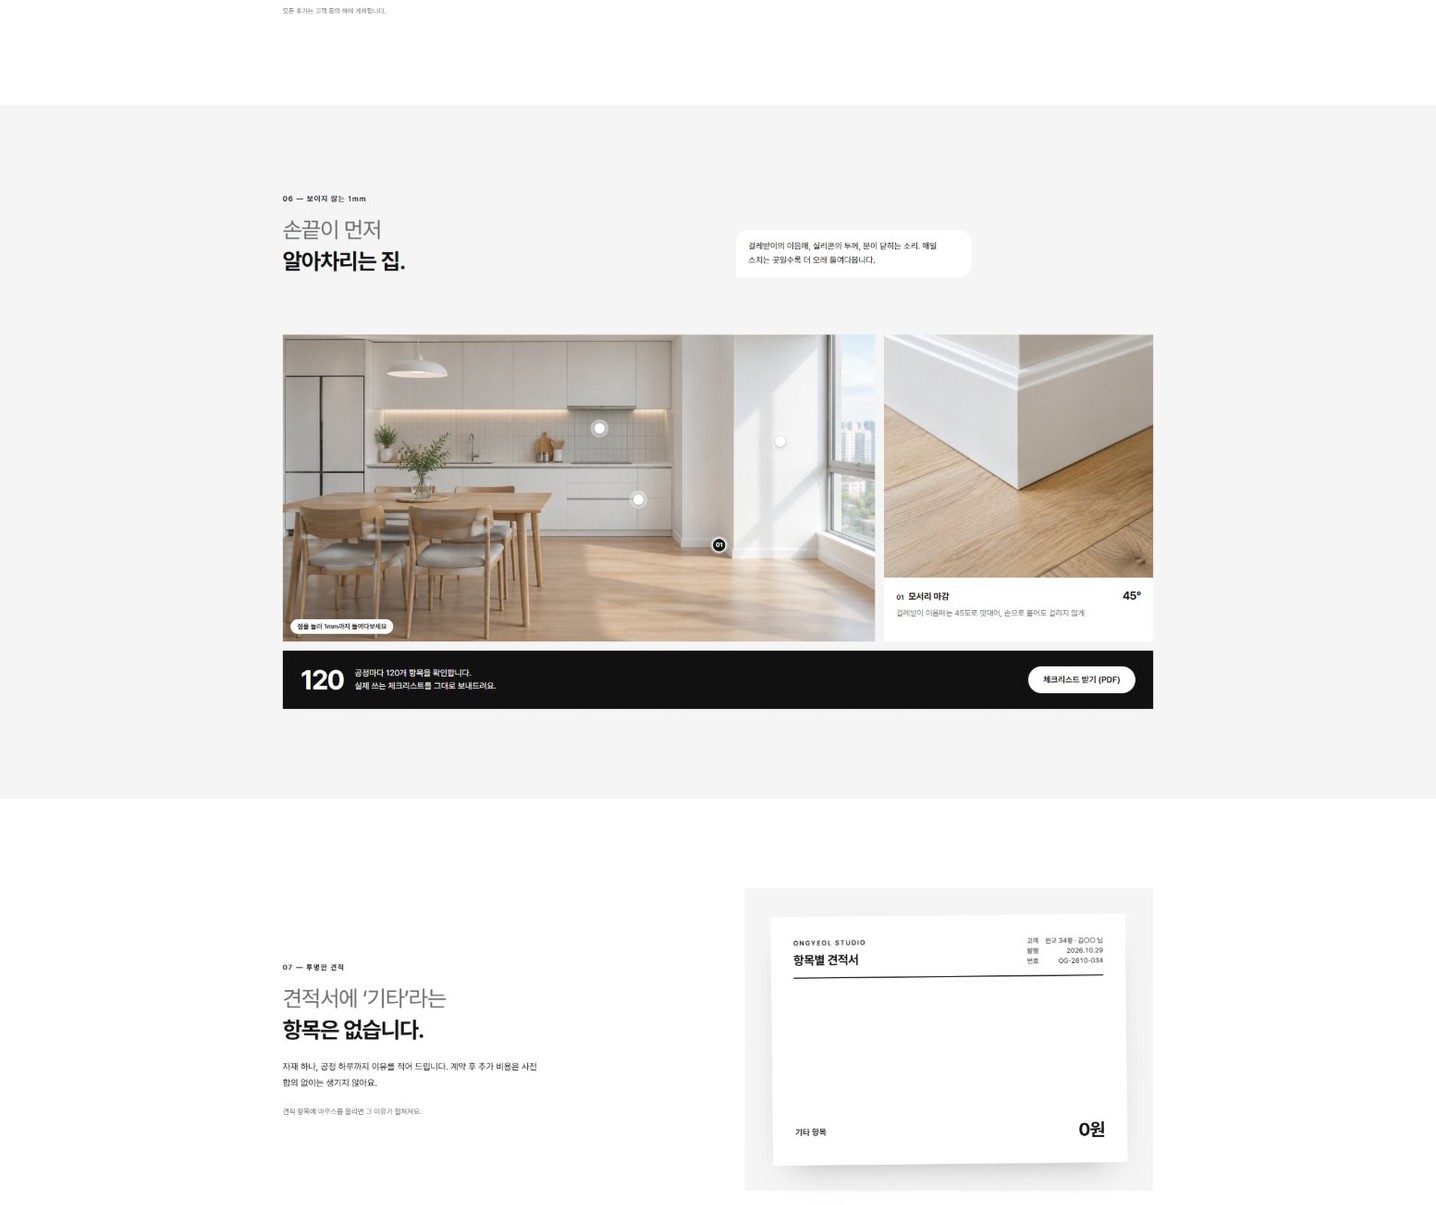 모든 후기는 고객 동의 하에 게재됩니다.
06 — 보이지 않는 1mm
손끝이 먼저
알아차리는 집.
걸레받이의 이음매, 실리콘의 두께, 문이 닫히는 소리. 매일
스치는 곳일수록 더 오래 들여다봅니다.
01
점을 눌러 1mm까지 들여다보세요
01 모서리 마감
45°
걸레받이 이음매는 45도로 맞대어, 손으로 훑어도 걸리지 않게
120
공정마다 120개 항목을 확인합니다.
실제 쓰는 체크리스트를 그대로 보내드려요.
체크리스트 받기 (PDF)
07 — 투명한 견적
견적서에 ‘기타’라는
항목은 없습니다.
자재 하나, 공정 하루까지 이유를 적어 드립니다. 계약 후 추가 비용은 사전
합의 없이는 생기지 않아요.
견적 항목에 마우스를 올리면 그 이유가 펼쳐져요.
ONGYEOL STUDIO
항목별 견적서
고객 판교 34평 · 김○○ 님
발행 2026.10.29
번호 OG-2610-034
기타 항목
0원